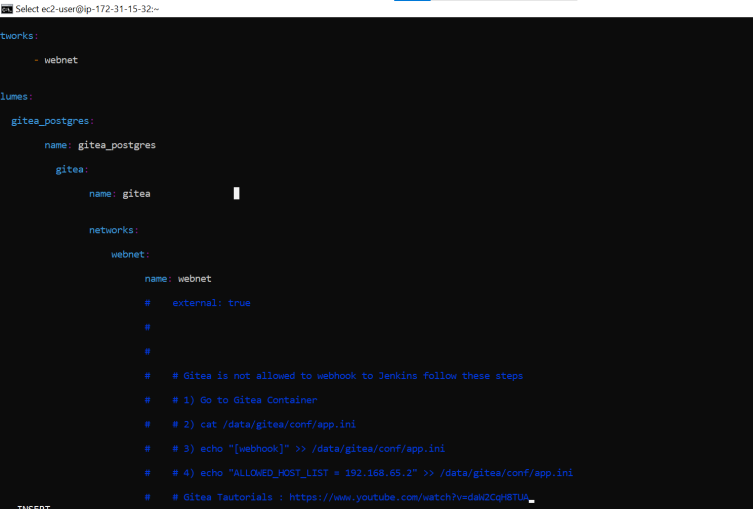 Select ec2-user@ip-172-31-15-32:~
tworks:
- webnet
lumes:
gitea_postgres:
name: gitea_postgres
gitea:
name: gitea
networks:
webnet:
name: webnet
# external: true
#
#
# # Gitea is not allowed to webhook to Jenkins follow these steps
# # 1) Go to Gitea Container
# # 2) cat /data/gitea/conf/app.ini
# # 3) echo "[webhook]" >> /data/gitea/conf/app.ini
# # 4) echo "ALLOWED_HOST_LIST = 192.168.65.2" >> /data/gitea/conf/app.ini
# # Gitea Tautorials : https://www.youtube.com/watch?v=daW2CqHBTUA
INSERT